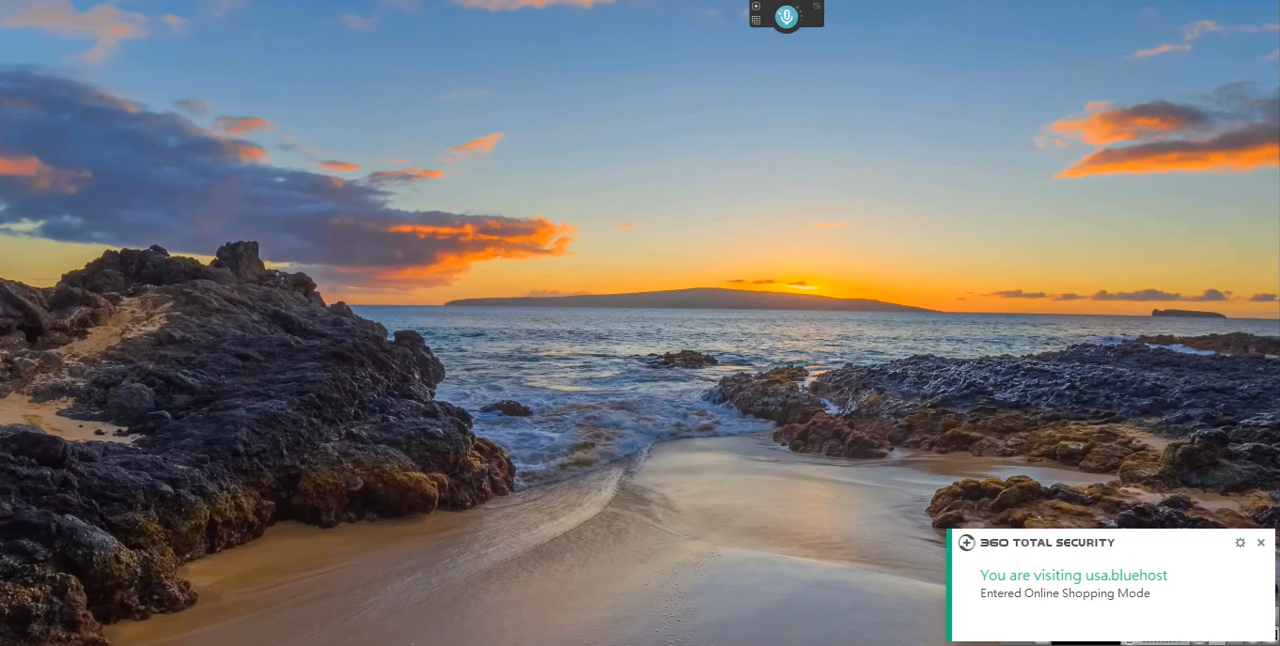 360 TOTAL SECURITY
You are visiting usa.bluehost
Entered Online Shopping Mode